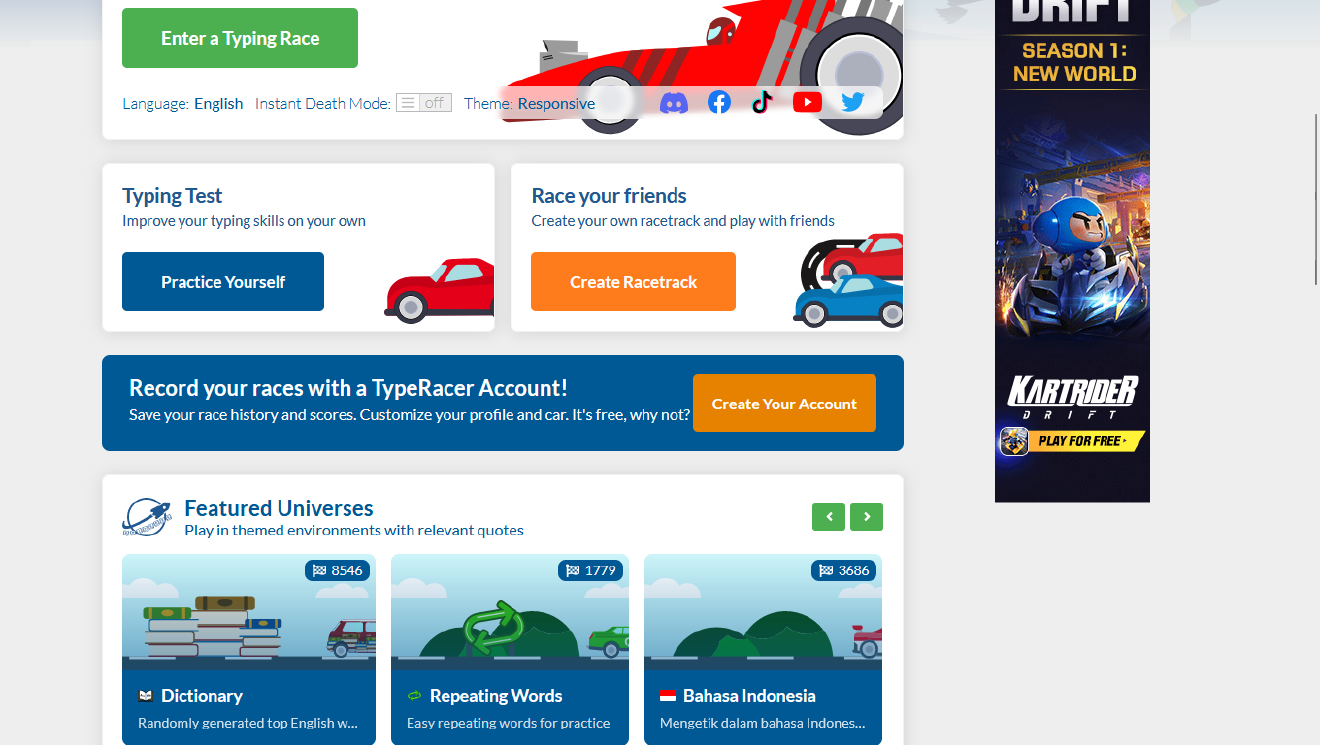 DRIFT
SEASON 1:
NEW WORLD
Enter a Typing Race
Language: English Instant Death Mode: off Theme: Responsive
Typing Test
Improve your typing skills on your own
Practice Yourself
Race your friends
Create your own racetrack and play with friends
Create Racetrack
Record your races with a TypeRacer Account!
Save your race history and scores. Customize your profile and car. It's free, why not?
Create Your Account
KARTRIDER
DRIFT
PLAY FOR FREE
Featured Universes
Play in themed environments with relevant quotes
8546
Dictionary
Randomly generated top English w...
1779
Repeating Words
Easy repeating words for practice
3686
Bahasa Indonesia
Mengetik dalam bahasa Indones...